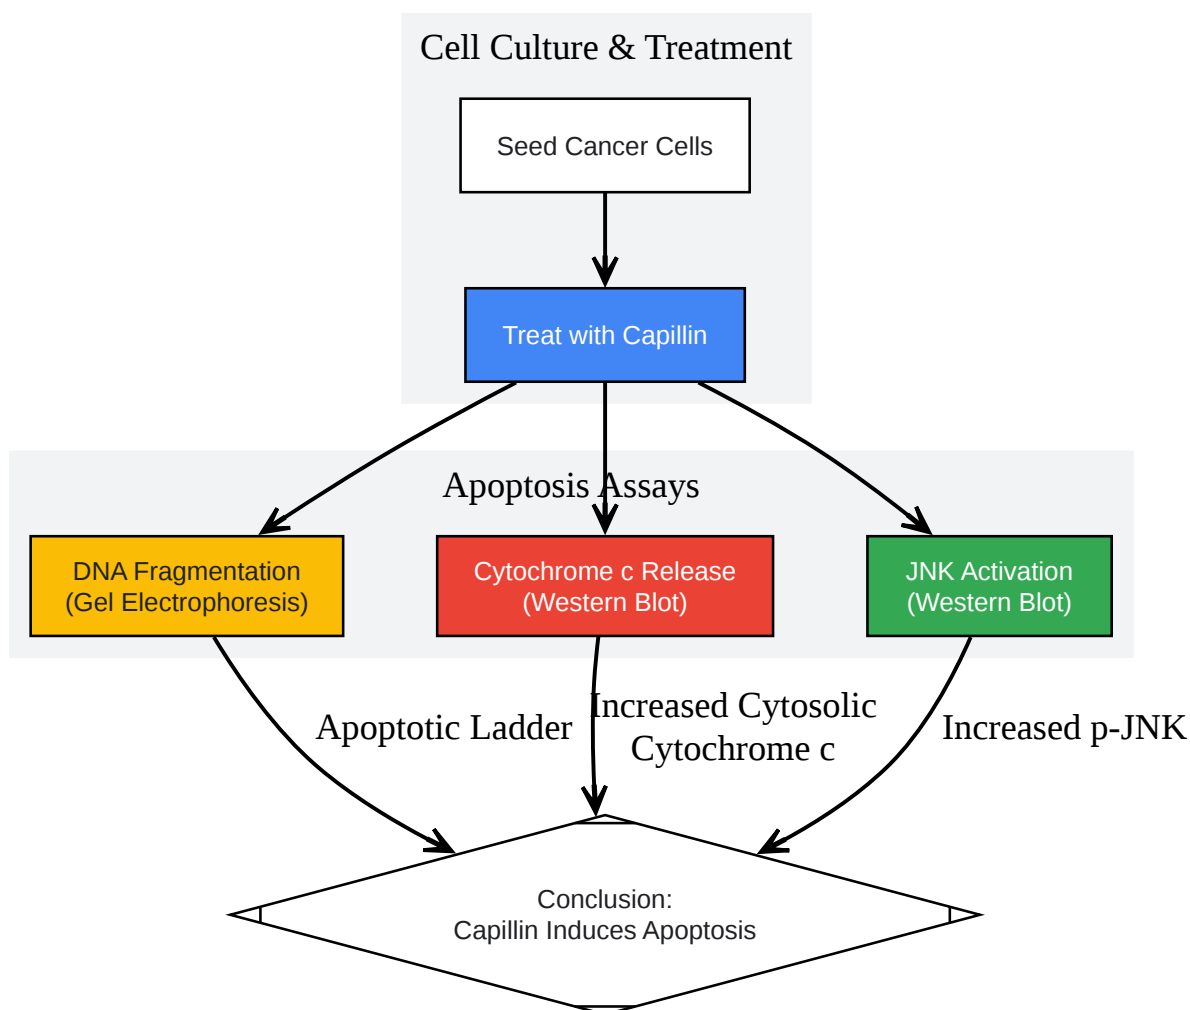 Cell Culture & Treatment
Seed Cancer Cells
Treat with Capillin
Apoptosis Assays
DNA Fragmentation
(Gel Electrophoresis)
Cytochrome c Release
(Western Blot)
JNK Activation
(Western Blot)
Apoptotic Ladder
Increased Cytosolic
Cytochrome c
Increased p-JNK
Conclusion:
Capillin Induces Apoptosis